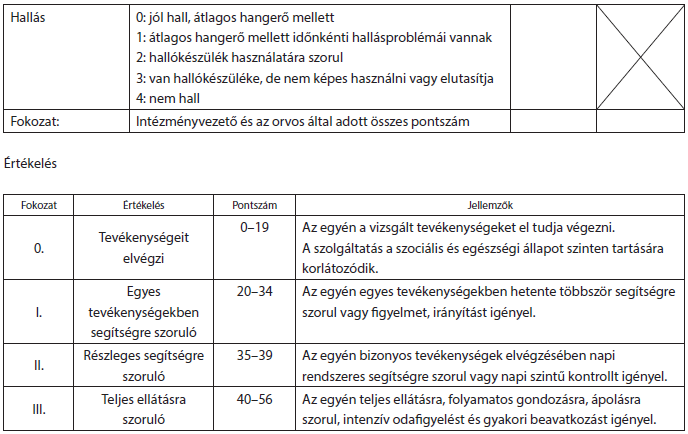 Hallás
0: jól hall, átlagos hangerő mellett
1: átlagos hangerő mellett időnkénti hallásproblémái vannak
2: hallókészülék használatára szorul
3: van hallókészüléke, de nem képes használni vagy elutasítja
4: nem hall
Fokozat: Intézményvezető és az orvos által adott összes pontszám
Értékelés
Fokozat Értékelés Pontszám Jellemzők
0.
Tevékenységeit
elvégzi
0–19
Az egyén a vizsgált tevékenységeket el tudja végezni.
A szolgáltatás a szociális és egészségi állapot szinten tartására
korlátozódik.
I.
Egyes
tevékenységekben
segítségre szoruló
20–34
Az egyén egyes tevékenységekben hetente többször segítségre
szorul vagy figyelmet, irányítást igényel.
II.
Részleges segítségre
szoruló
35–39
Az egyén bizonyos tevékenységek elvégzésében napi
rendszeres segítségre szorul vagy napi szintű kontrollt igényel.
III.
Teljes ellátásra
szoruló
40–56
Az egyén teljes ellátásra, folyamatos gondozásra, ápolásra
szorul, intenzív odafigyelést és gyakori beavatkozást igényel.